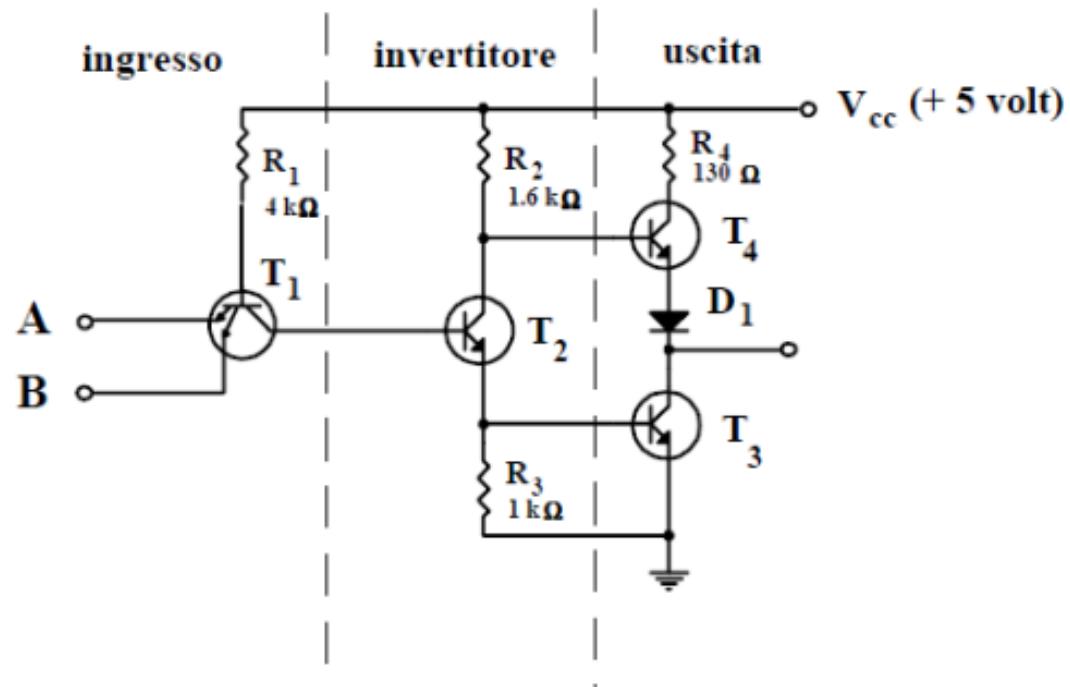 ingresso
invertitore
uscita
Vcc (+ 5 volt)
R1
4 kΩ
R2
1.6 kΩ
R4
130 Ω
T4
T1
D1
A
T2
B
T3
R3
1 kΩ